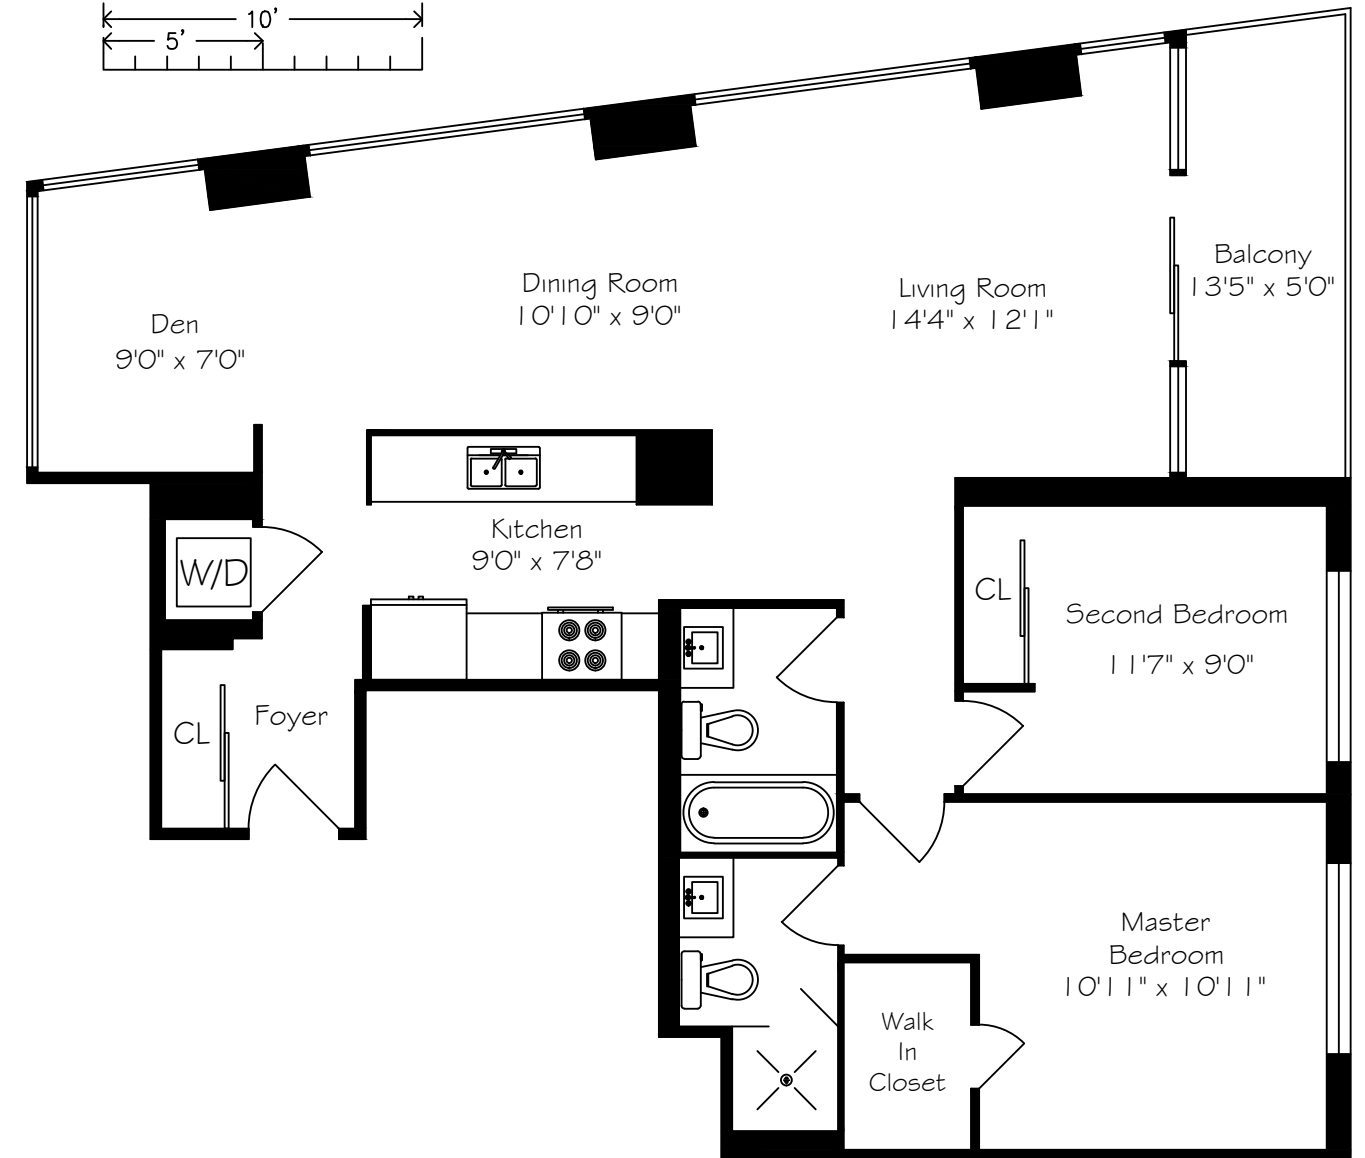 10'
5'
Balcony
13'5" x 5'0"
Dining Room
10'10" x 9'0"
Living Room
14'4" x 12'1"
Den
9'0" x 7'0"
Kitchen
9'0" x 7'8"
W/D
CL
Second Bedroom
11'7" x 9'0"
CL
Foyer
Master
Bedroom
10'11" x 10'11"
Walk
In
Closet